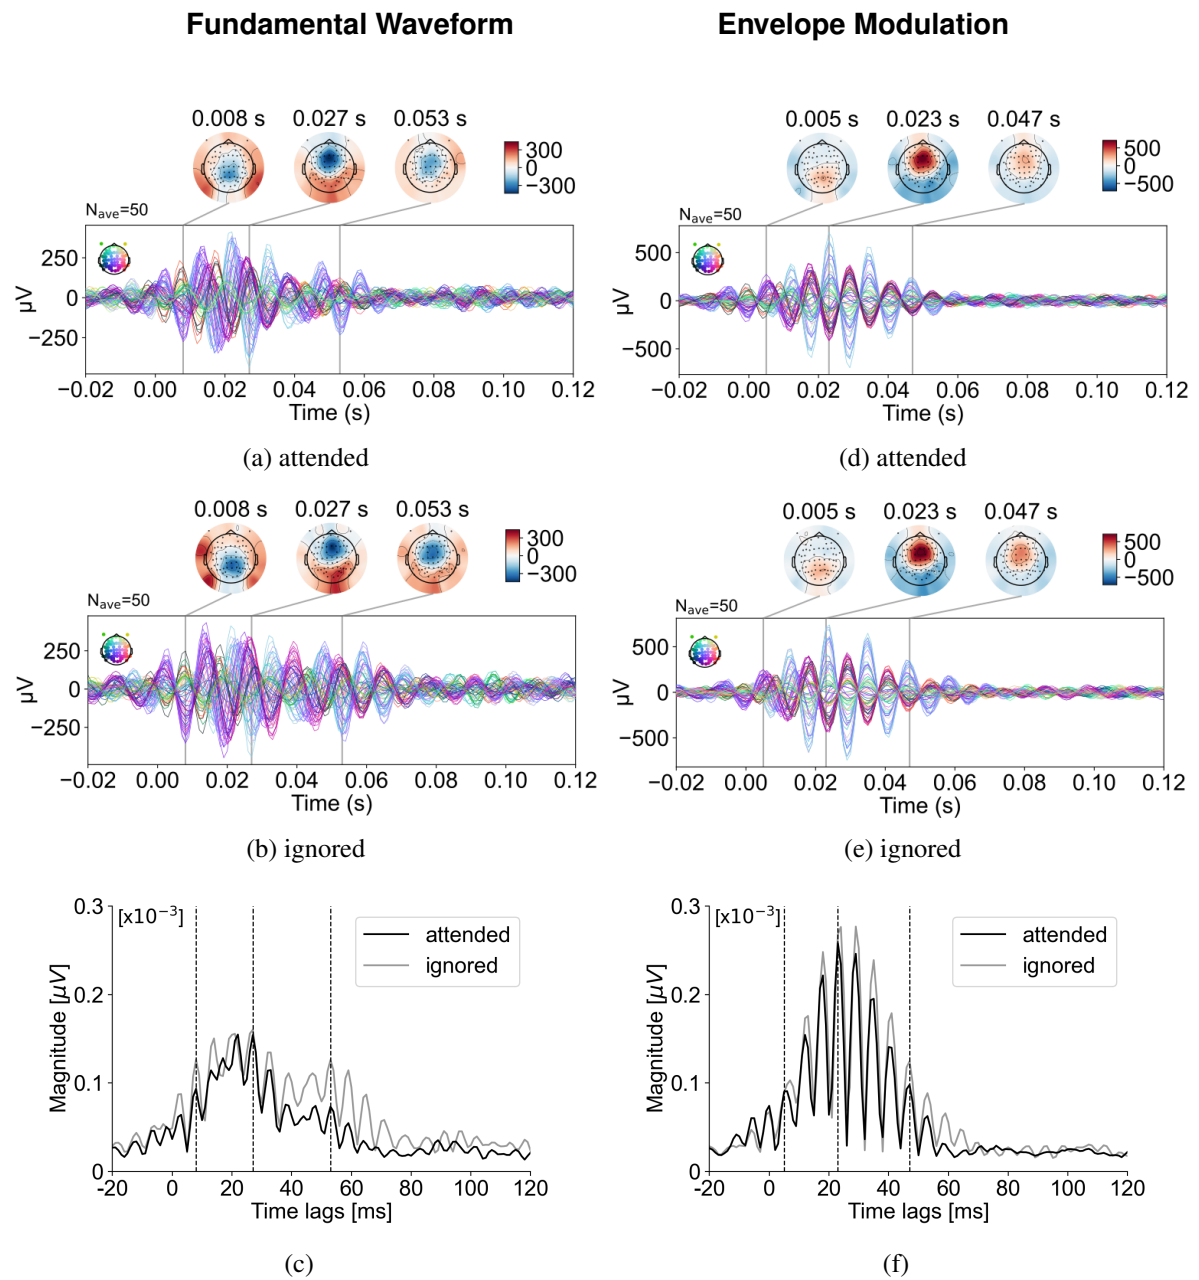 Fundamental Waveform
Envelope Modulation
0.008 s 0.027 s 0.053 s
300
0
−300
N_ave=50
250
0
−250
µV
−0.02 0.00 0.02 0.04 0.06 0.08 0.10 0.12
Time (s)
(a) attended
0.005 s 0.023 s 0.047 s
500
0
−500
N_ave=50
500
0
−500
µV
−0.02 0.00 0.02 0.04 0.06 0.08 0.10 0.12
Time (s)
(d) attended
0.008 s 0.027 s 0.053 s
300
0
−300
N_ave=50
250
0
−250
µV
−0.02 0.00 0.02 0.04 0.06 0.08 0.10 0.12
Time (s)
(b) ignored
0.005 s 0.023 s 0.047 s
500
0
−500
N_ave=50
500
0
−500
µV
−0.02 0.00 0.02 0.04 0.06 0.08 0.10 0.12
Time (s)
(e) ignored
[x10⁻³]
0.3
0.2
0.1
0
Magnitude [µV]
attended
ignored
-20 0 20 40 60 80 100 120
Time lags [ms]
(c)
[x10⁻³]
0.3
0.2
0.1
0
Magnitude [µV]
attended
ignored
-20 0 20 40 60 80 100 120
Time lags [ms]
(f)